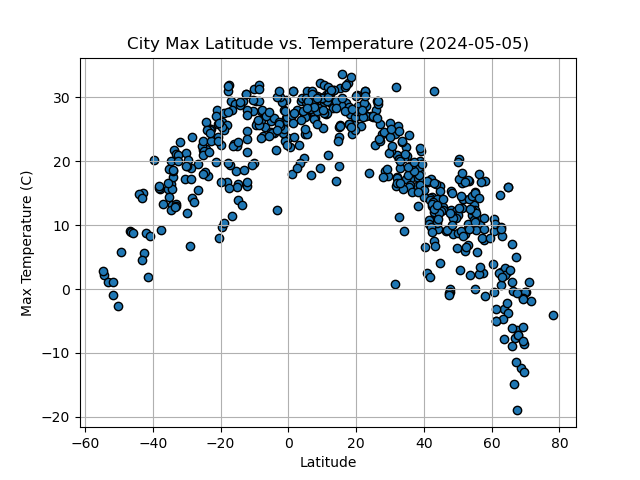 City Max Latitude vs. Temperature (2024-05-05)
30
20
10
0
−10
−20
Max Temperature (C)
−60 −40 −20 0 20 40 60 80
Latitude